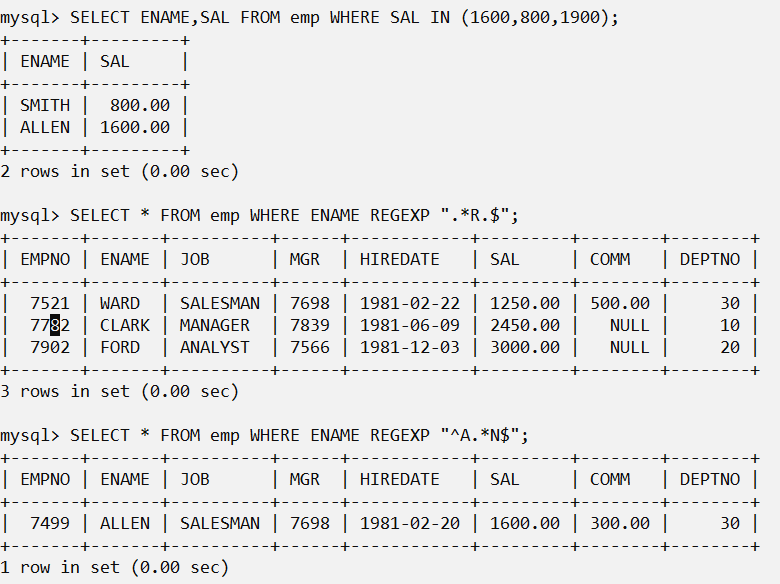 mysql> SELECT ENAME,SAL FROM emp WHERE SAL IN (1600,800,1900);
+-------+---------+
| ENAME | SAL     |
+-------+---------+
| SMITH |  800.00 |
| ALLEN | 1600.00 |
+-------+---------+
2 rows in set (0.00 sec)

mysql> SELECT * FROM emp WHERE ENAME REGEXP ".*R.$";
+-------+-------+----------+------+------------+---------+--------+--------+
| EMPNO | ENAME | JOB      | MGR  | HIREDATE   | SAL     | COMM   | DEPTNO |
+-------+-------+----------+------+------------+---------+--------+--------+
|  7521 | WARD  | SALESMAN | 7698 | 1981-02-22 | 1250.00 | 500.00 |     30 |
|  7782 | CLARK | MANAGER  | 7839 | 1981-06-09 | 2450.00 |   NULL |     10 |
|  7902 | FORD  | ANALYST  | 7566 | 1981-12-03 | 3000.00 |   NULL |     20 |
+-------+-------+----------+------+------------+---------+--------+--------+
3 rows in set (0.00 sec)

mysql> SELECT * FROM emp WHERE ENAME REGEXP "^A.*N$";
+-------+-------+----------+------+------------+---------+--------+--------+
| EMPNO | ENAME | JOB      | MGR  | HIREDATE   | SAL     | COMM   | DEPTNO |
+-------+-------+----------+------+------------+---------+--------+--------+
|  7499 | ALLEN | SALESMAN | 7698 | 1981-02-20 | 1600.00 | 300.00 |     30 |
+-------+-------+----------+------+------------+---------+--------+--------+
1 row in set (0.00 sec)